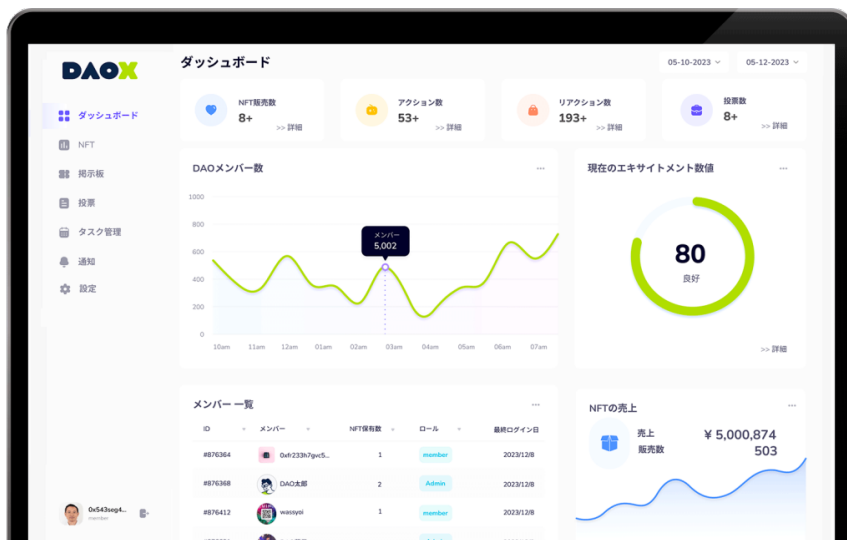 DAOX
ダッシュボード
NFT
掲示板
投票
タスク管理
通知
設定
0x543seg4...
member
ダッシュボード
05-10-2023
05-12-2023
NFT販売数
8+
>> 詳細
アクション数
53+
>> 詳細
リアクション数
193+
>> 詳細
投票数
8+
>> 詳細
DAOメンバー数
1000
800
600
400
200
0
メンバー
5,002
10am 11am 12am 01am 02am 03am 04am 05am 06am 07am
現在のエキサイトメント数値
80
良好
>> 詳細
メンバー 一覧
ID メンバー NFT保有数 ロール 最終ログイン日
#876364 0xfr233h7gvc5... 1 member 2023/12/8
#876368 DAO太郎 2 Admin 2023/12/8
#876412 wassyoi 1 member 2023/12/8
NFTの売上
売上 ¥ 5,000,874
販売数 503